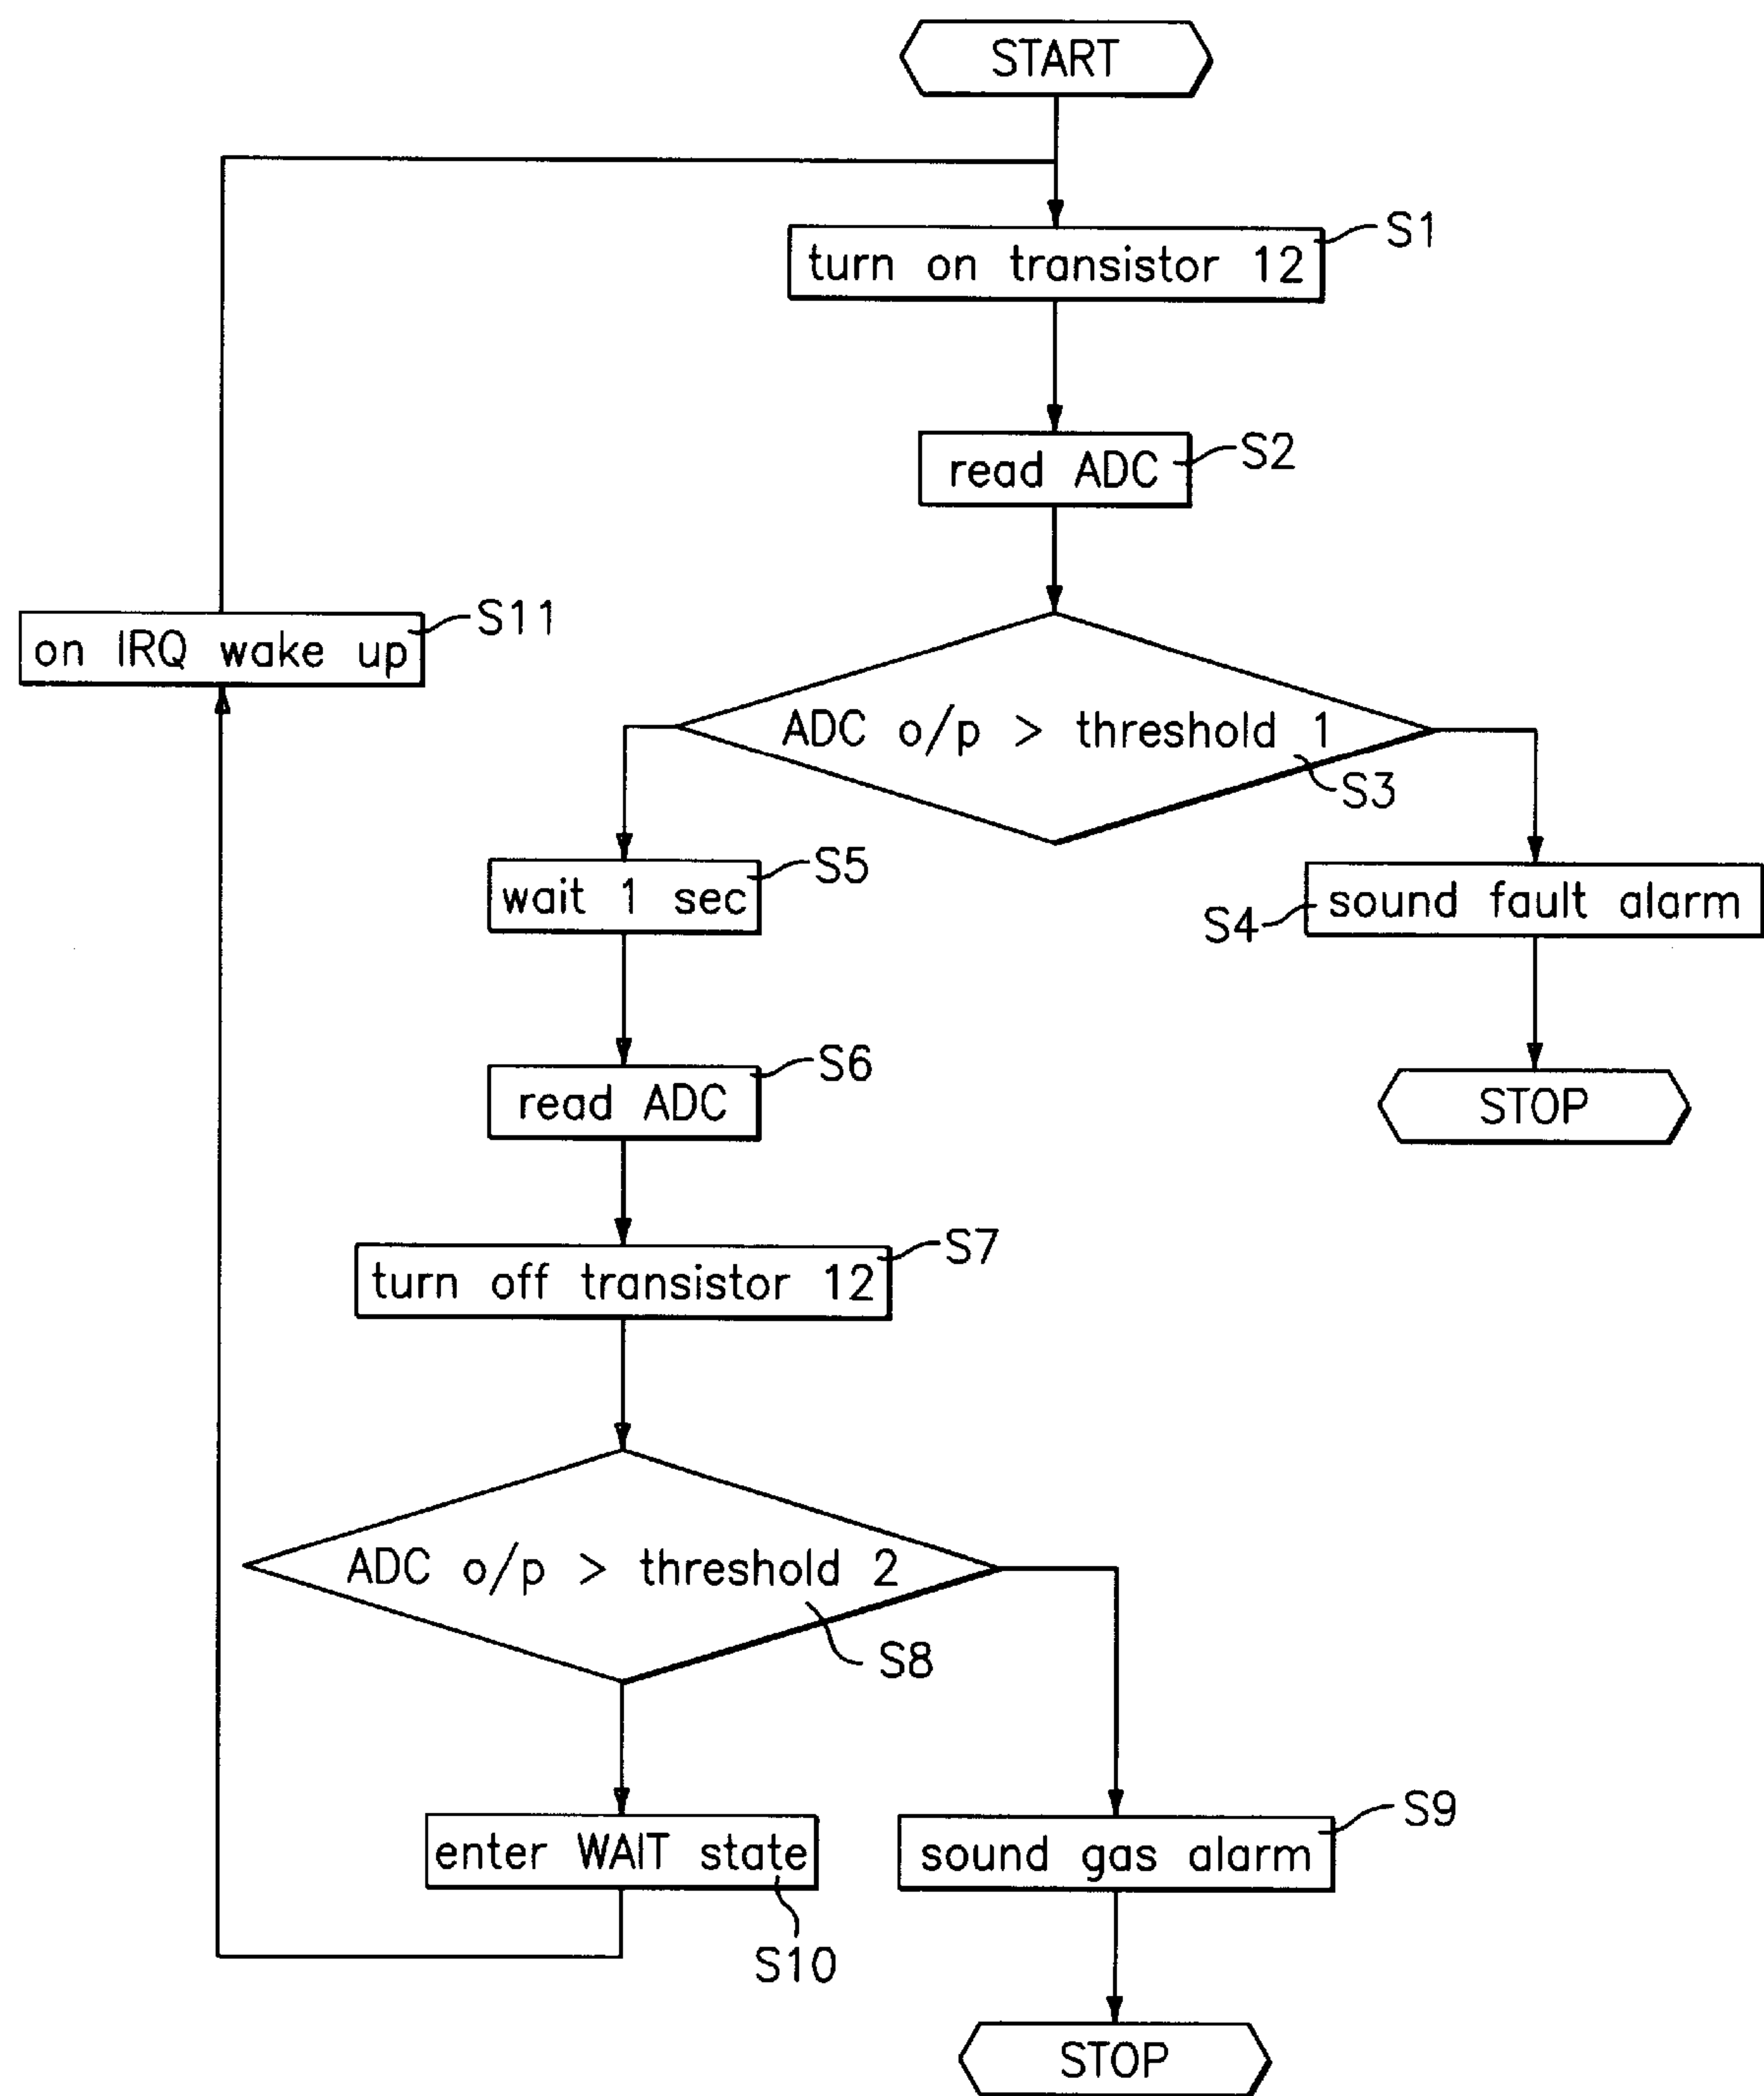 START
turn on transistor 12
S1
read ADC
S2
on IRQ wake up
S11
ADC o/p > threshold 1
S3
wait 1 sec
S5
sound fault alarm
S4
read ADC
S6
STOP
turn off transistor 12
S7
ADC o/p > threshold 2
S8
enter WAIT state
S10
sound gas alarm
S9
STOP